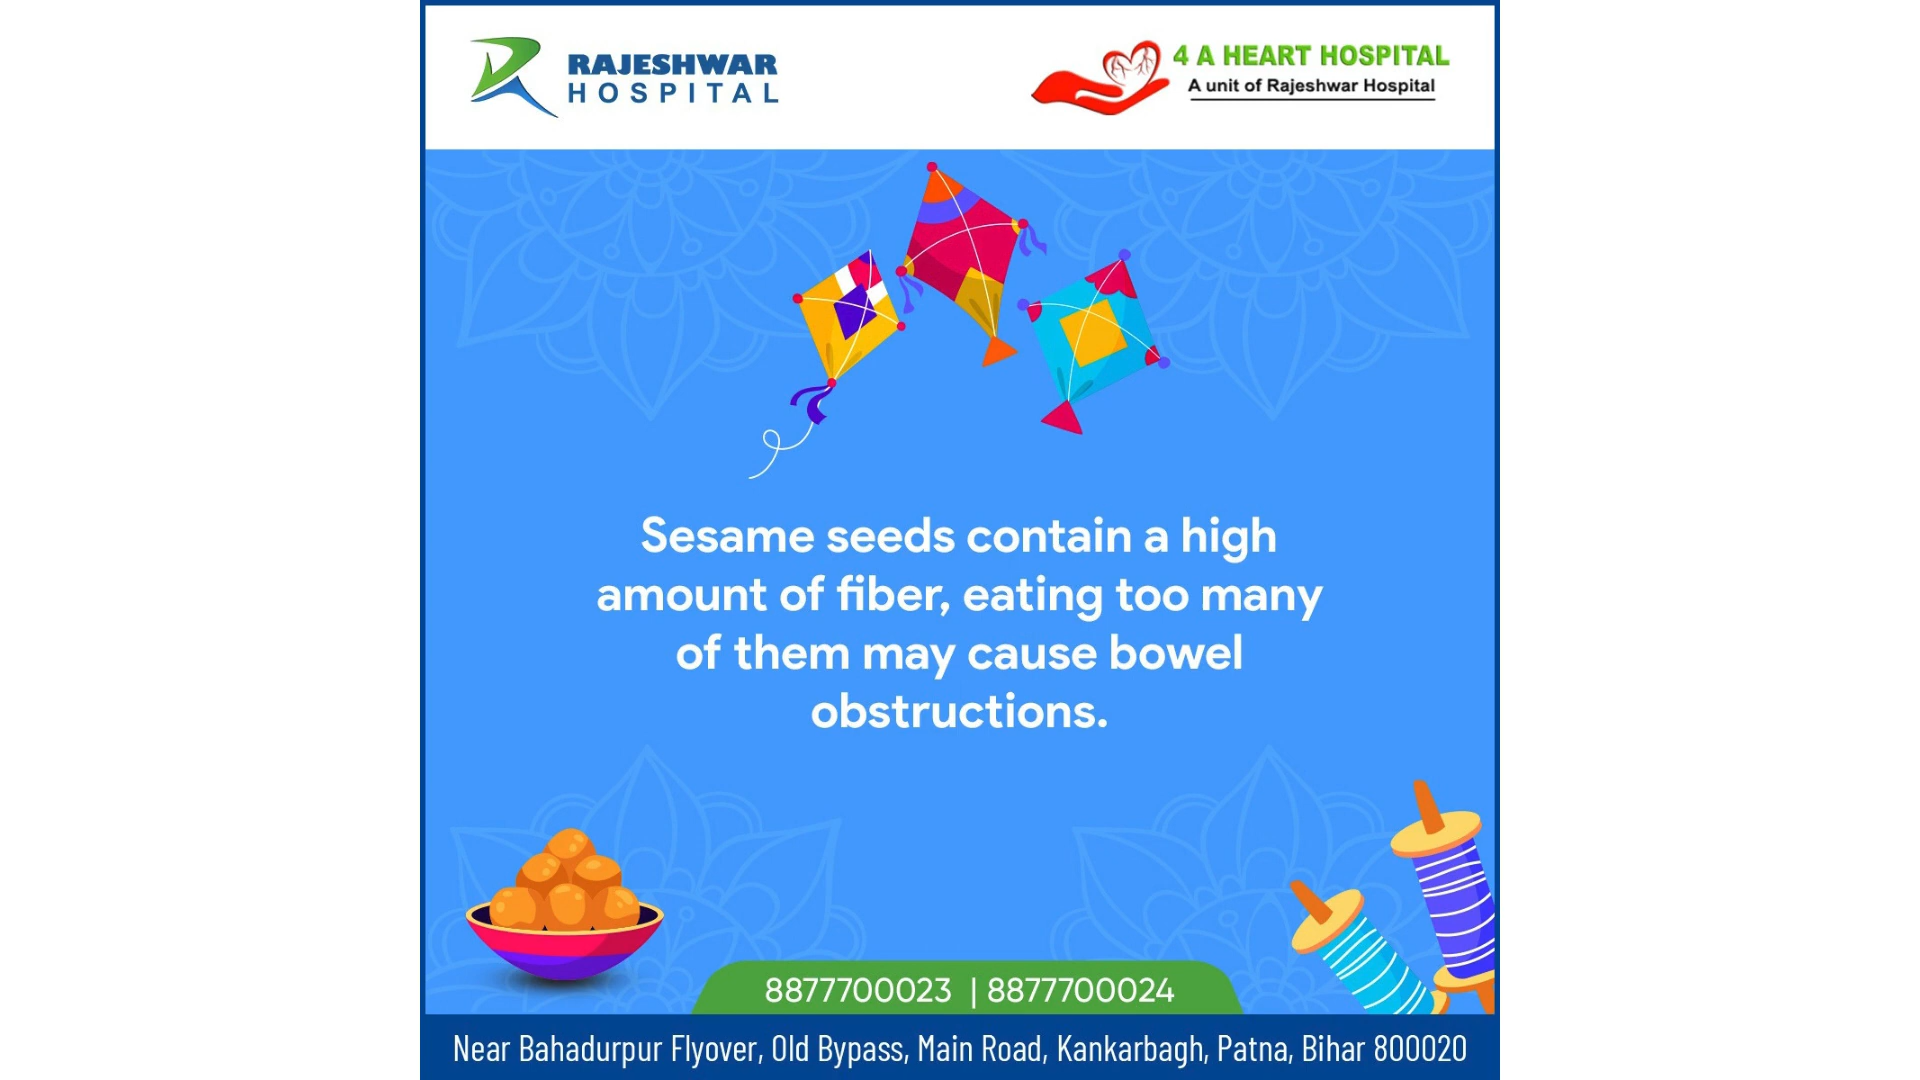 RAJESHWAR
HOSPITAL
4 A HEART HOSPITAL
A unit of Rajeshwar Hospital
Sesame seeds contain a high
amount of fiber, eating too many
of them may cause bowel
obstructions.
8877700023 | 8877700024
Near Bahadurpur Flyover, Old Bypass, Main Road, Kankarbagh, Patna, Bihar 800020